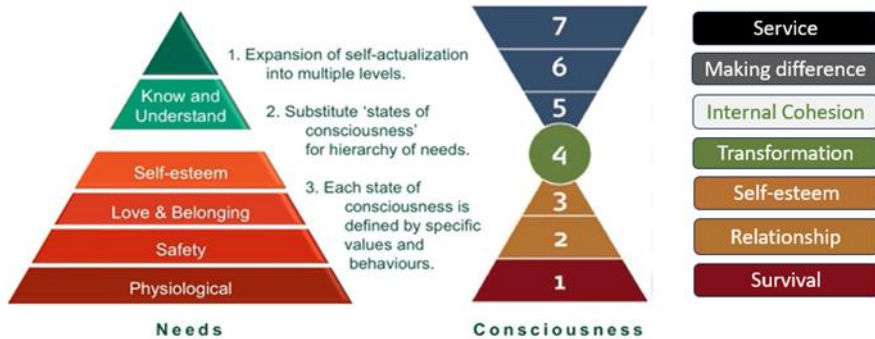 Know and
Understand
Self-esteem
Love & Belonging
Safety
Physiological
Needs
1. Expansion of self-actualization
into multiple levels.
2. Substitute ‘states of
consciousness’
for hierarchy of needs.
3. Each state of
consciousness is
defined by specific
values and
behaviours.
7
6
5
4
3
2
1
Consciousness
Service
Making difference
Internal Cohesion
Transformation
Self-esteem
Relationship
Survival